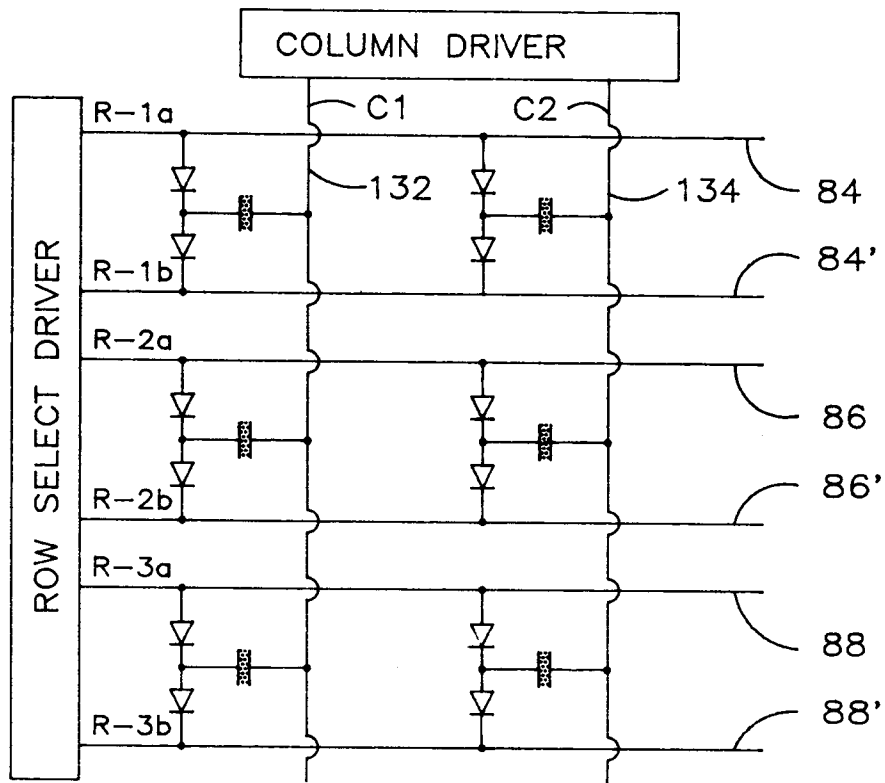 COLUMN DRIVER
R-1a
C1
C2
132
134
84
R-1b
84'
R-2a
86
R-2b
86'
R-3a
88
R-3b
88'
ROW SELECT DRIVER